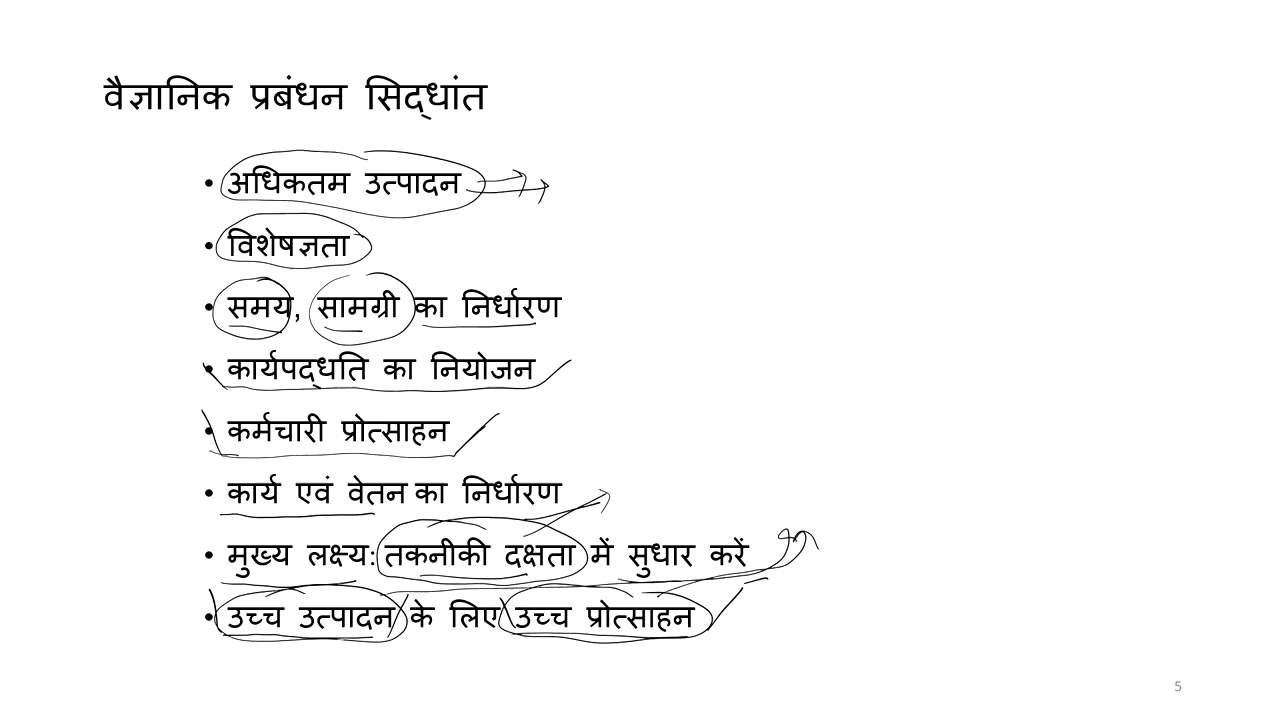 वैज्ञानिक प्रबंधन सिद्धांत
• अधिकतम उत्पादन
• विशेषज्ञता
• समय, सामग्री का निर्धारण
• कार्यपद्धति का नियोजन
• कर्मचारी प्रोत्साहन
• कार्य एवं वेतन का निर्धारण
• मुख्य लक्ष्य: तकनीकी दक्षता में सुधार करें
• उच्च उत्पादन के लिए उच्च प्रोत्साहन
5